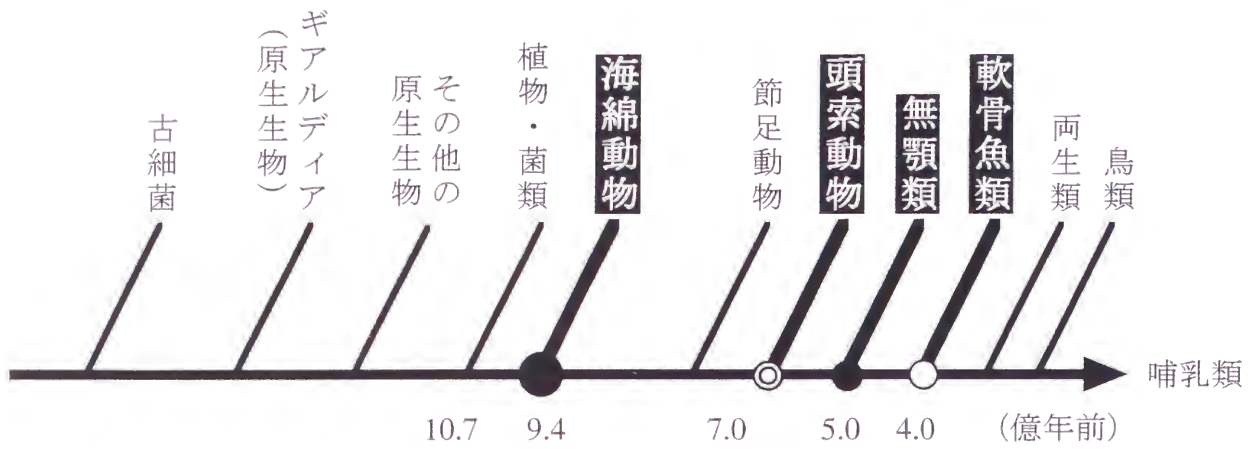 古細菌
ギアルディア
(原生生物)
その他の
原生生物
植物・菌類
海綿動物
節足動物
頭索動物
無顎類
軟骨魚類
両生類
鳥類
哺乳類
10.7
9.4
7.0
5.0
4.0
(億年前)